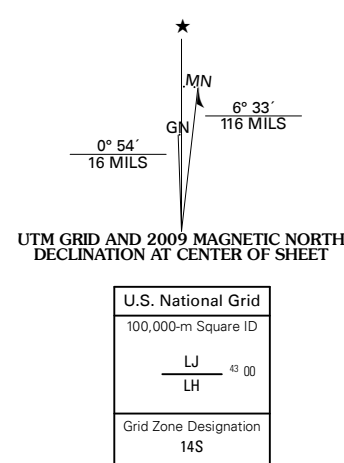 ★
MN
GN
6° 33´
116 MILS
0° 54´
16 MILS
UTM GRID AND 2009 MAGNETIC NORTH
DECLINATION AT CENTER OF SHEET
U.S. National Grid
100,000-m Square ID
LJ
43 00
LH
Grid Zone Designation
14S